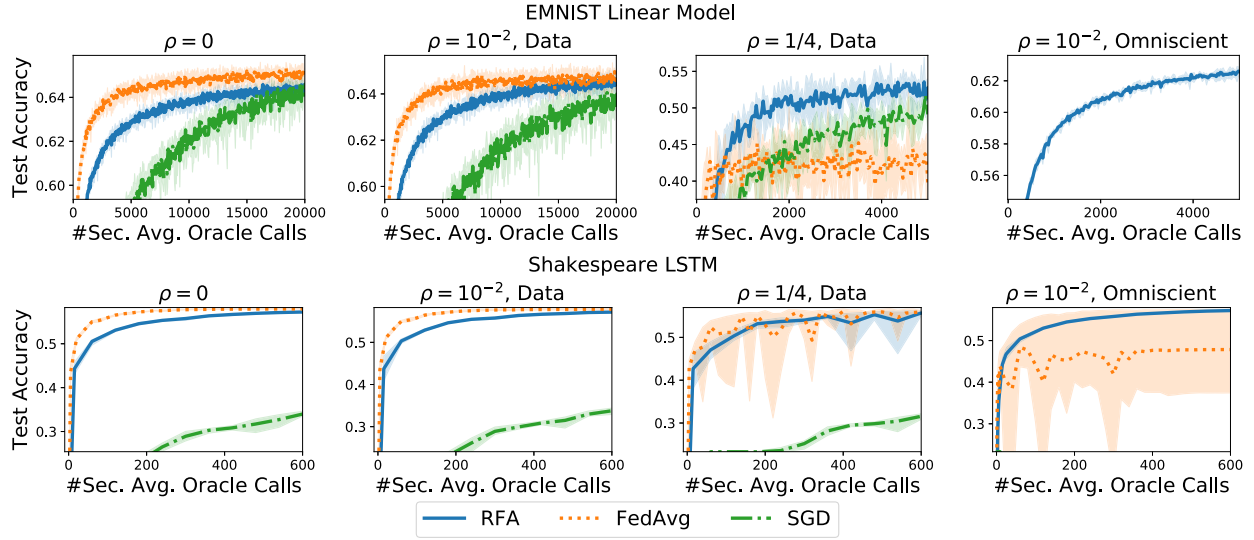 EMNIST Linear Model
ρ = 0
ρ = 10⁻², Data
ρ = 1/4, Data
ρ = 10⁻², Omniscient
Test Accuracy
0.64
0.62
0.60
0 5000 10000 15000 20000
#Sec. Avg. Oracle Calls
0.64
0.62
0.60
0 5000 10000 15000 20000
#Sec. Avg. Oracle Calls
0.55
0.50
0.45
0.40
0 2000 4000
#Sec. Avg. Oracle Calls
0.62
0.60
0.58
0.56
0 2000 4000
#Sec. Avg. Oracle Calls
Shakespeare LSTM
ρ = 0
ρ = 10⁻², Data
ρ = 1/4, Data
ρ = 10⁻², Omniscient
Test Accuracy
0.5
0.4
0.3
0 200 400 600
#Sec. Avg. Oracle Calls
0.5
0.4
0.3
0 200 400 600
#Sec. Avg. Oracle Calls
0.5
0.4
0.3
0 200 400 600
#Sec. Avg. Oracle Calls
0.5
0.4
0.3
0 200 400 600
#Sec. Avg. Oracle Calls
RFA FedAvg SGD